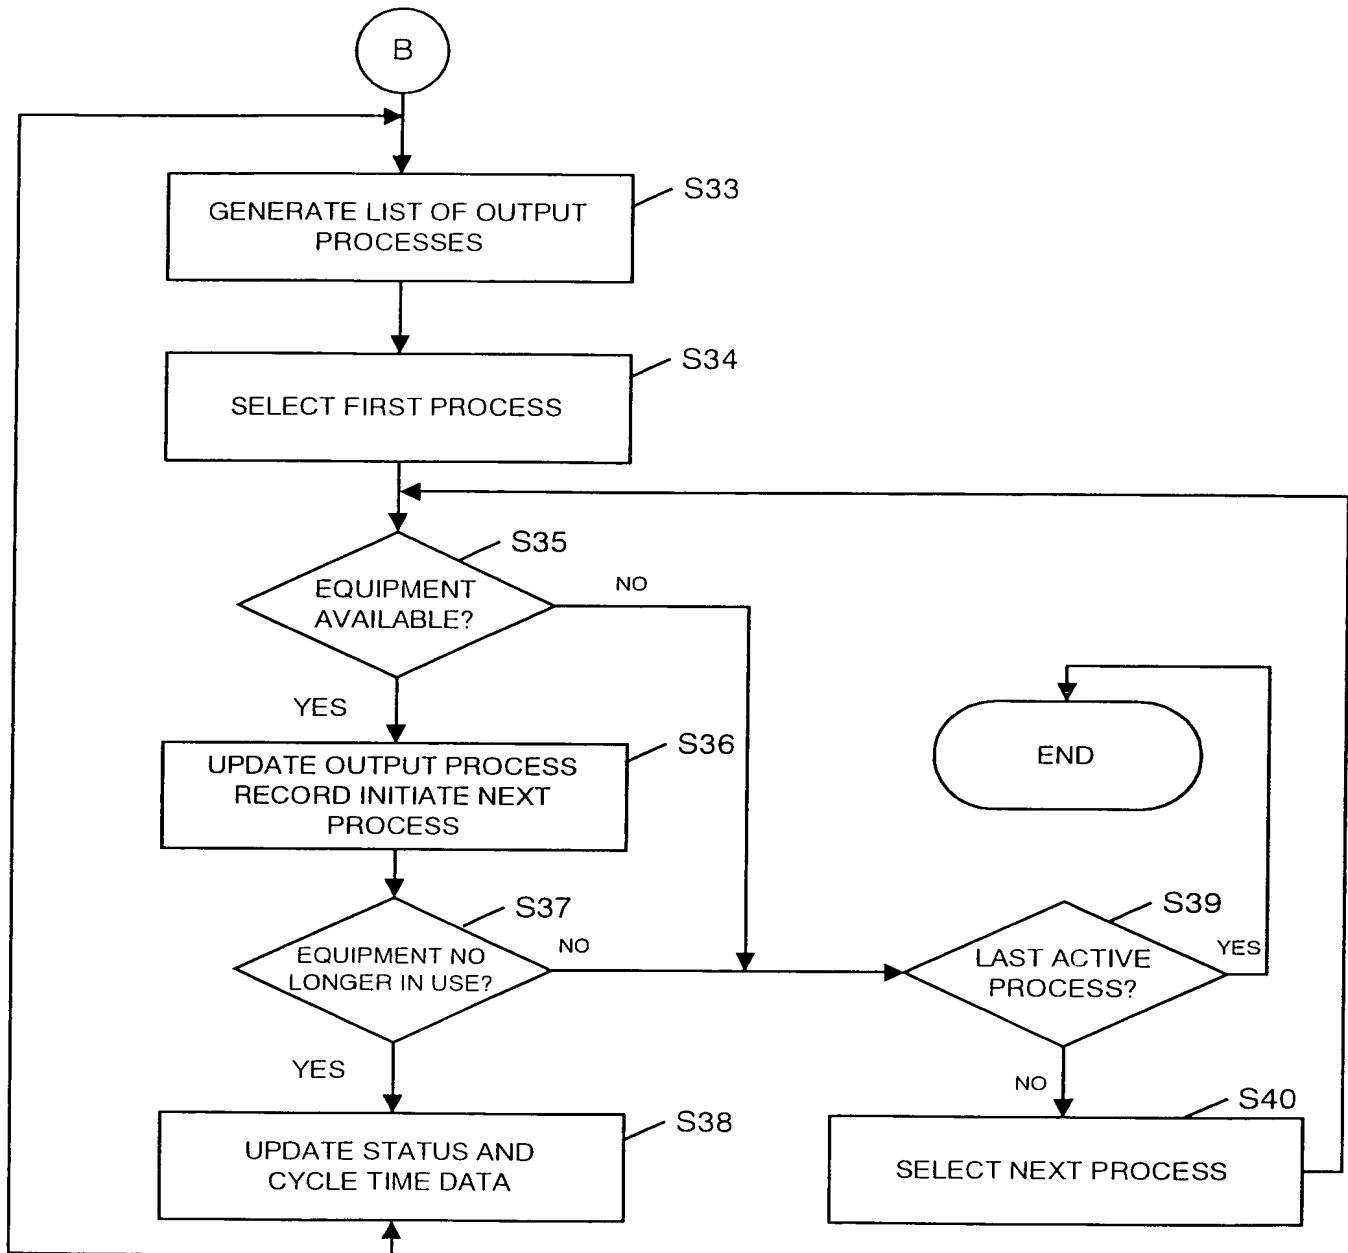 B
GENERATE LIST OF OUTPUT
PROCESSES
S33
SELECT FIRST PROCESS
S34
EQUIPMENT
AVAILABLE?
S35
NO
YES
UPDATE OUTPUT PROCESS
RECORD INITIATE NEXT
PROCESS
S36
END
EQUIPMENT NO
LONGER IN USE?
S37
NO
LAST ACTIVE
PROCESS?
S39
YES
YES
NO
UPDATE STATUS AND
CYCLE TIME DATA
S38
SELECT NEXT PROCESS
S40